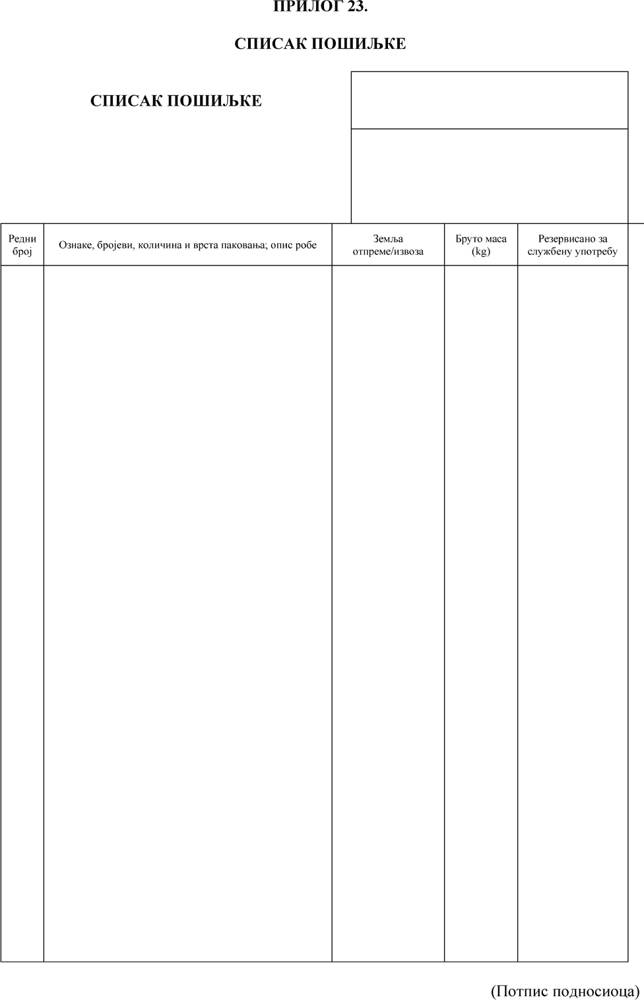 ПРИЛОГ 23.
СПИСАК ПОШИЉКЕ
СПИСАК ПОШИЉКЕ
Редни
број
Ознаке, бројеви, количина и врста паковања; опис робе
Земља
отпреме/извоза
Бруто маса
(kg)
Резервисано за
службену употребу
(Потпис подносиоца)